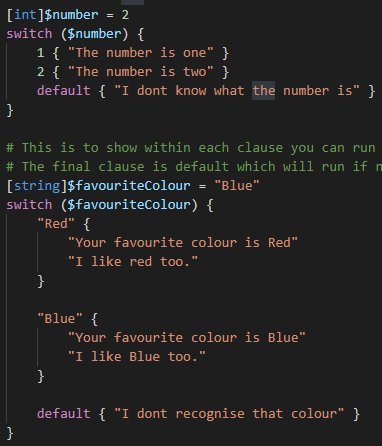 [int]$number = 2
switch ($number) {
    1 { "The number is one" }
    2 { "The number is two" }
    default { "I dont know what the number is" }
}

# This is to show within each clause you can run
# The final clause is default which will run if
[string]$favouriteColour = "Blue"
switch ($favouriteColour) {
    "Red" {
        "Your favourite colour is Red"
        "I like red too."
    }

    "Blue" {
        "Your favourite colour is Blue"
        "I like Blue too."
    }

    default { "I dont recognise that colour" }
}